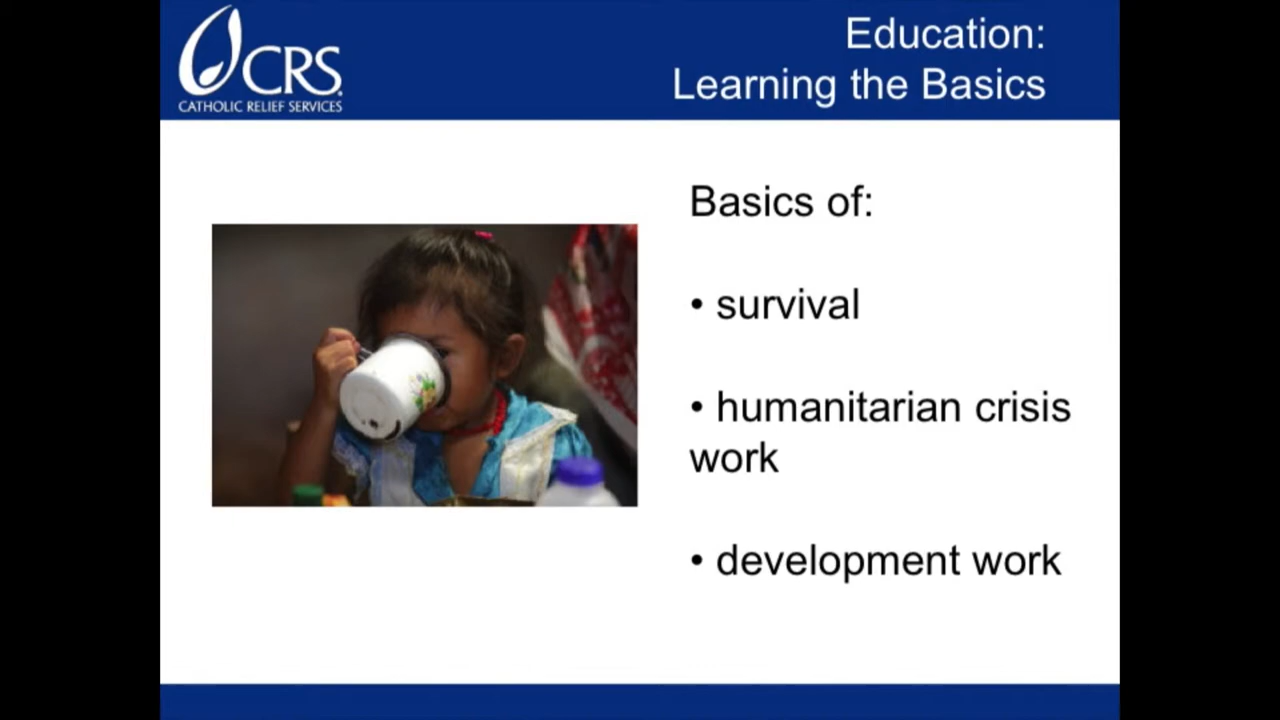 CRS
CATHOLIC RELIEF SERVICES
Education:
Learning the Basics
Basics of:
• survival
• humanitarian crisis
work
• development work